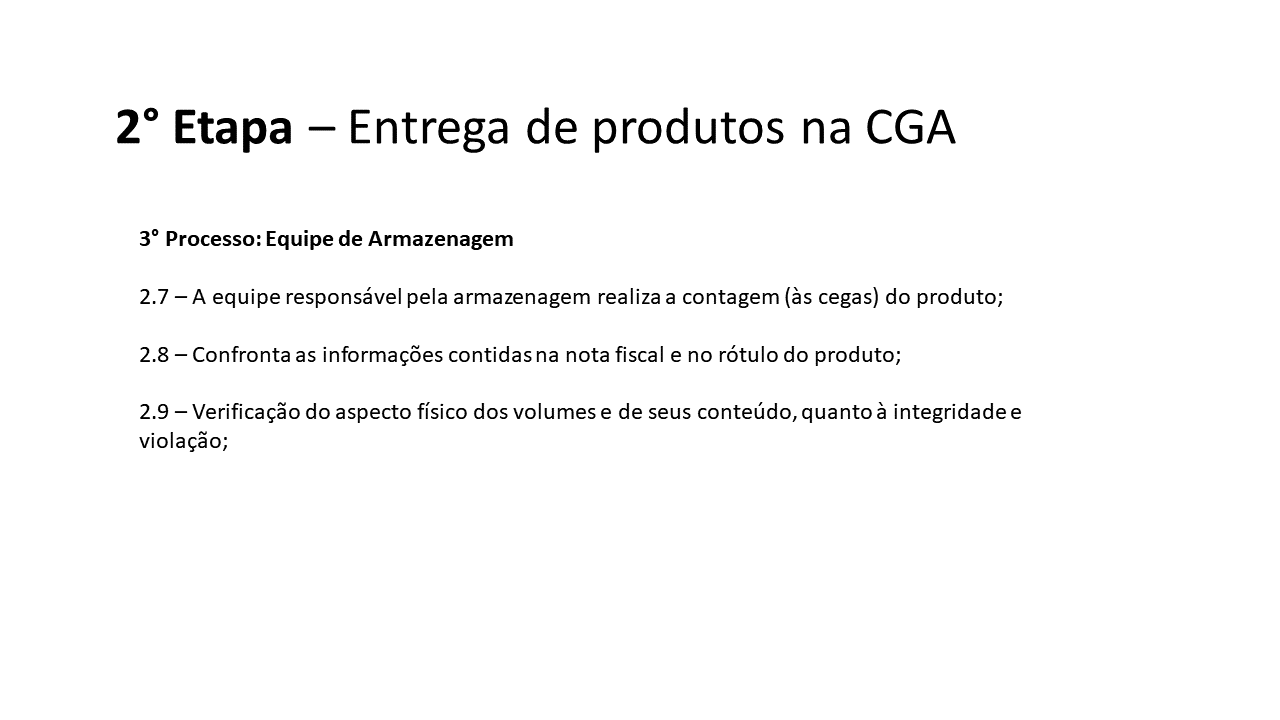 2° Etapa – Entrega de produtos na CGA
3° Processo: Equipe de Armazenagem
2.7 – A equipe responsável pela armazenagem realiza a contagem (às cegas) do produto;
2.8 – Confronta as informações contidas na nota fiscal e no rótulo do produto;
2.9 – Verificação do aspecto físico dos volumes e de seus conteúdo, quanto à integridade e
violação;